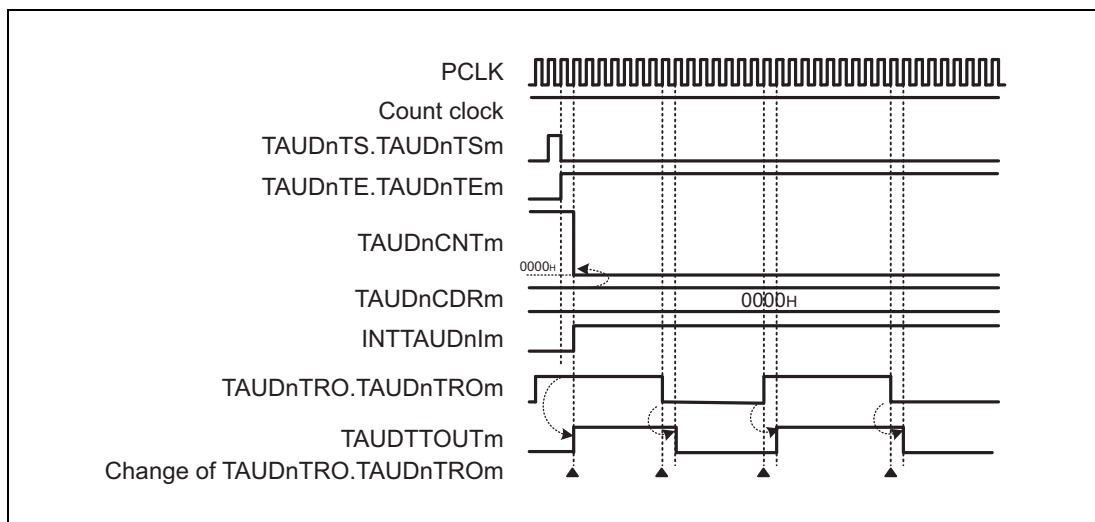 PCLK
Count clock
TAUDnTS.TAUDnTSm
TAUDnTE.TAUDnTEm
TAUDnCNTm
0000H
TAUDnCDRm
0000H
INTTAUDnIm
TAUDnTRO.TAUDnTROm
TAUDTTOUTm
Change of TAUDnTRO.TAUDnTROm